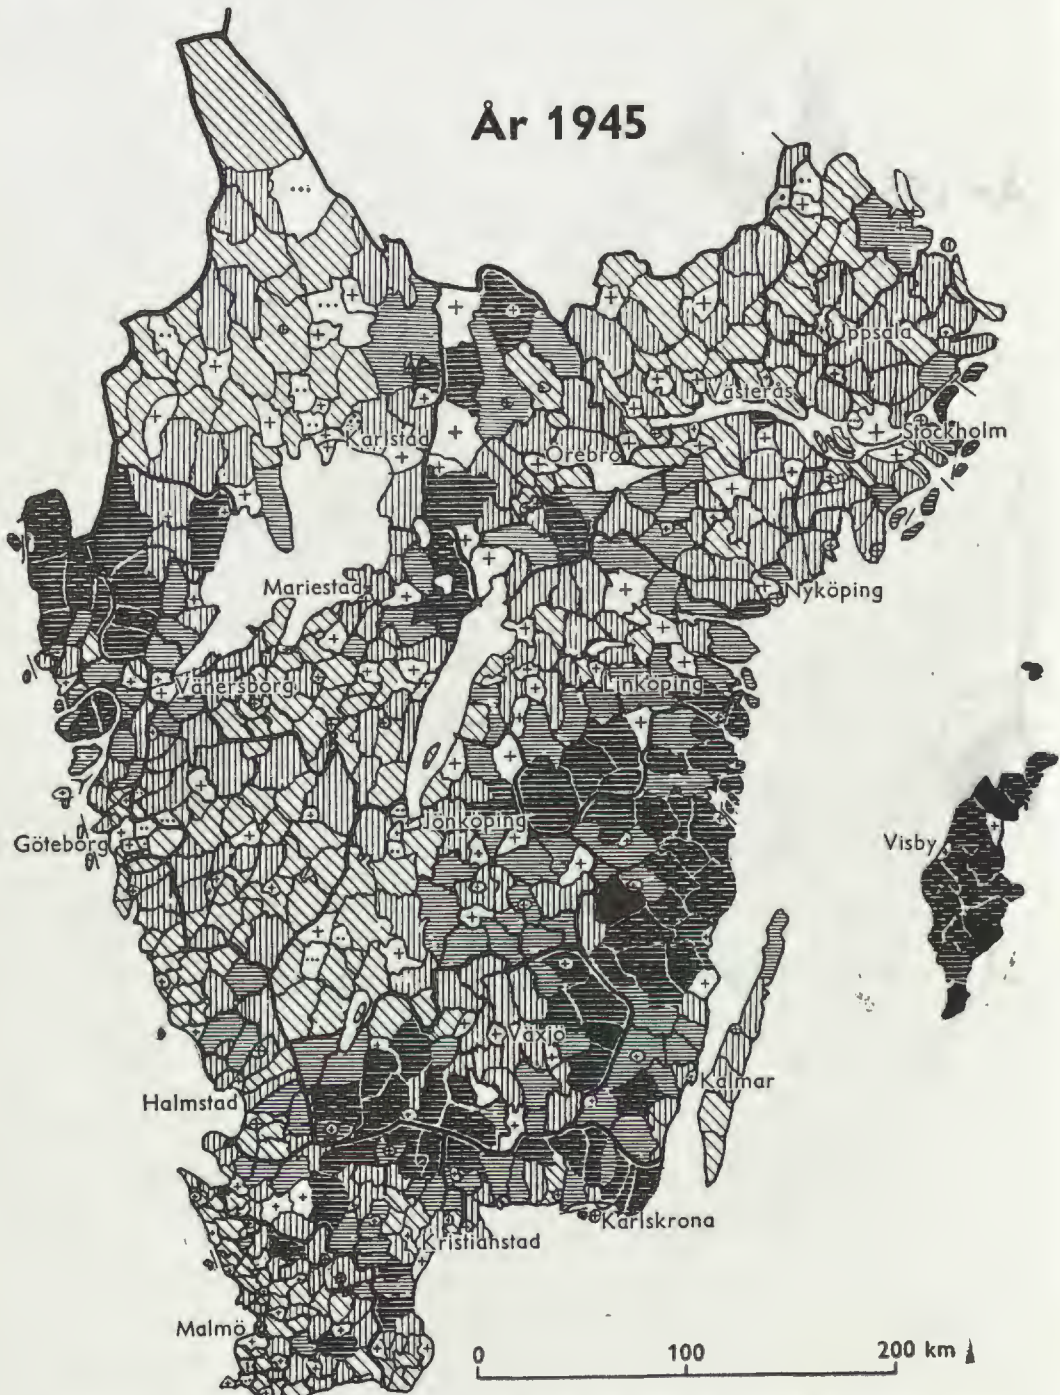 År 1945
Uppsala
Västerås
Stockholm
Karlstad
Örebro
Mariestad
Nyköping
Vänersborg
Linköping
Jönköping
Göteborg
Visby
Växjö
Kalmar
Halmstad
Karlskrona
Kristianstad
Malmö
0 100 200 km